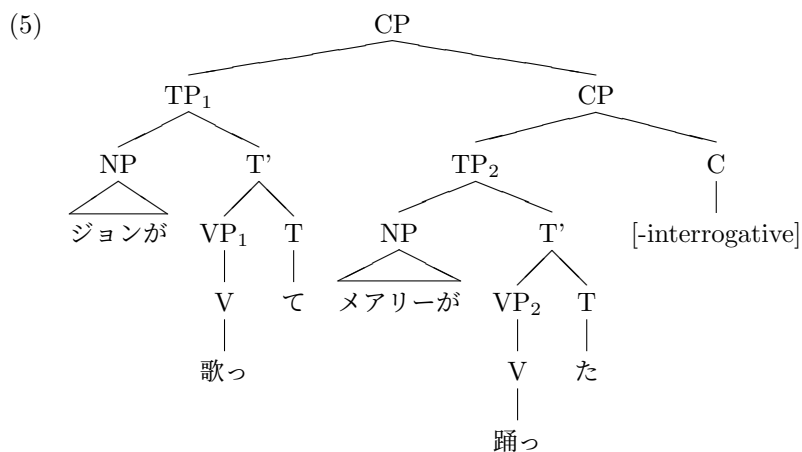 (5) CP
TP₁ CP
NP T' TP₂ C
ジョンが VP₁ T NP T' [-interrogative]
V て メアリーが VP₂ T
歌っ V た
踊っ